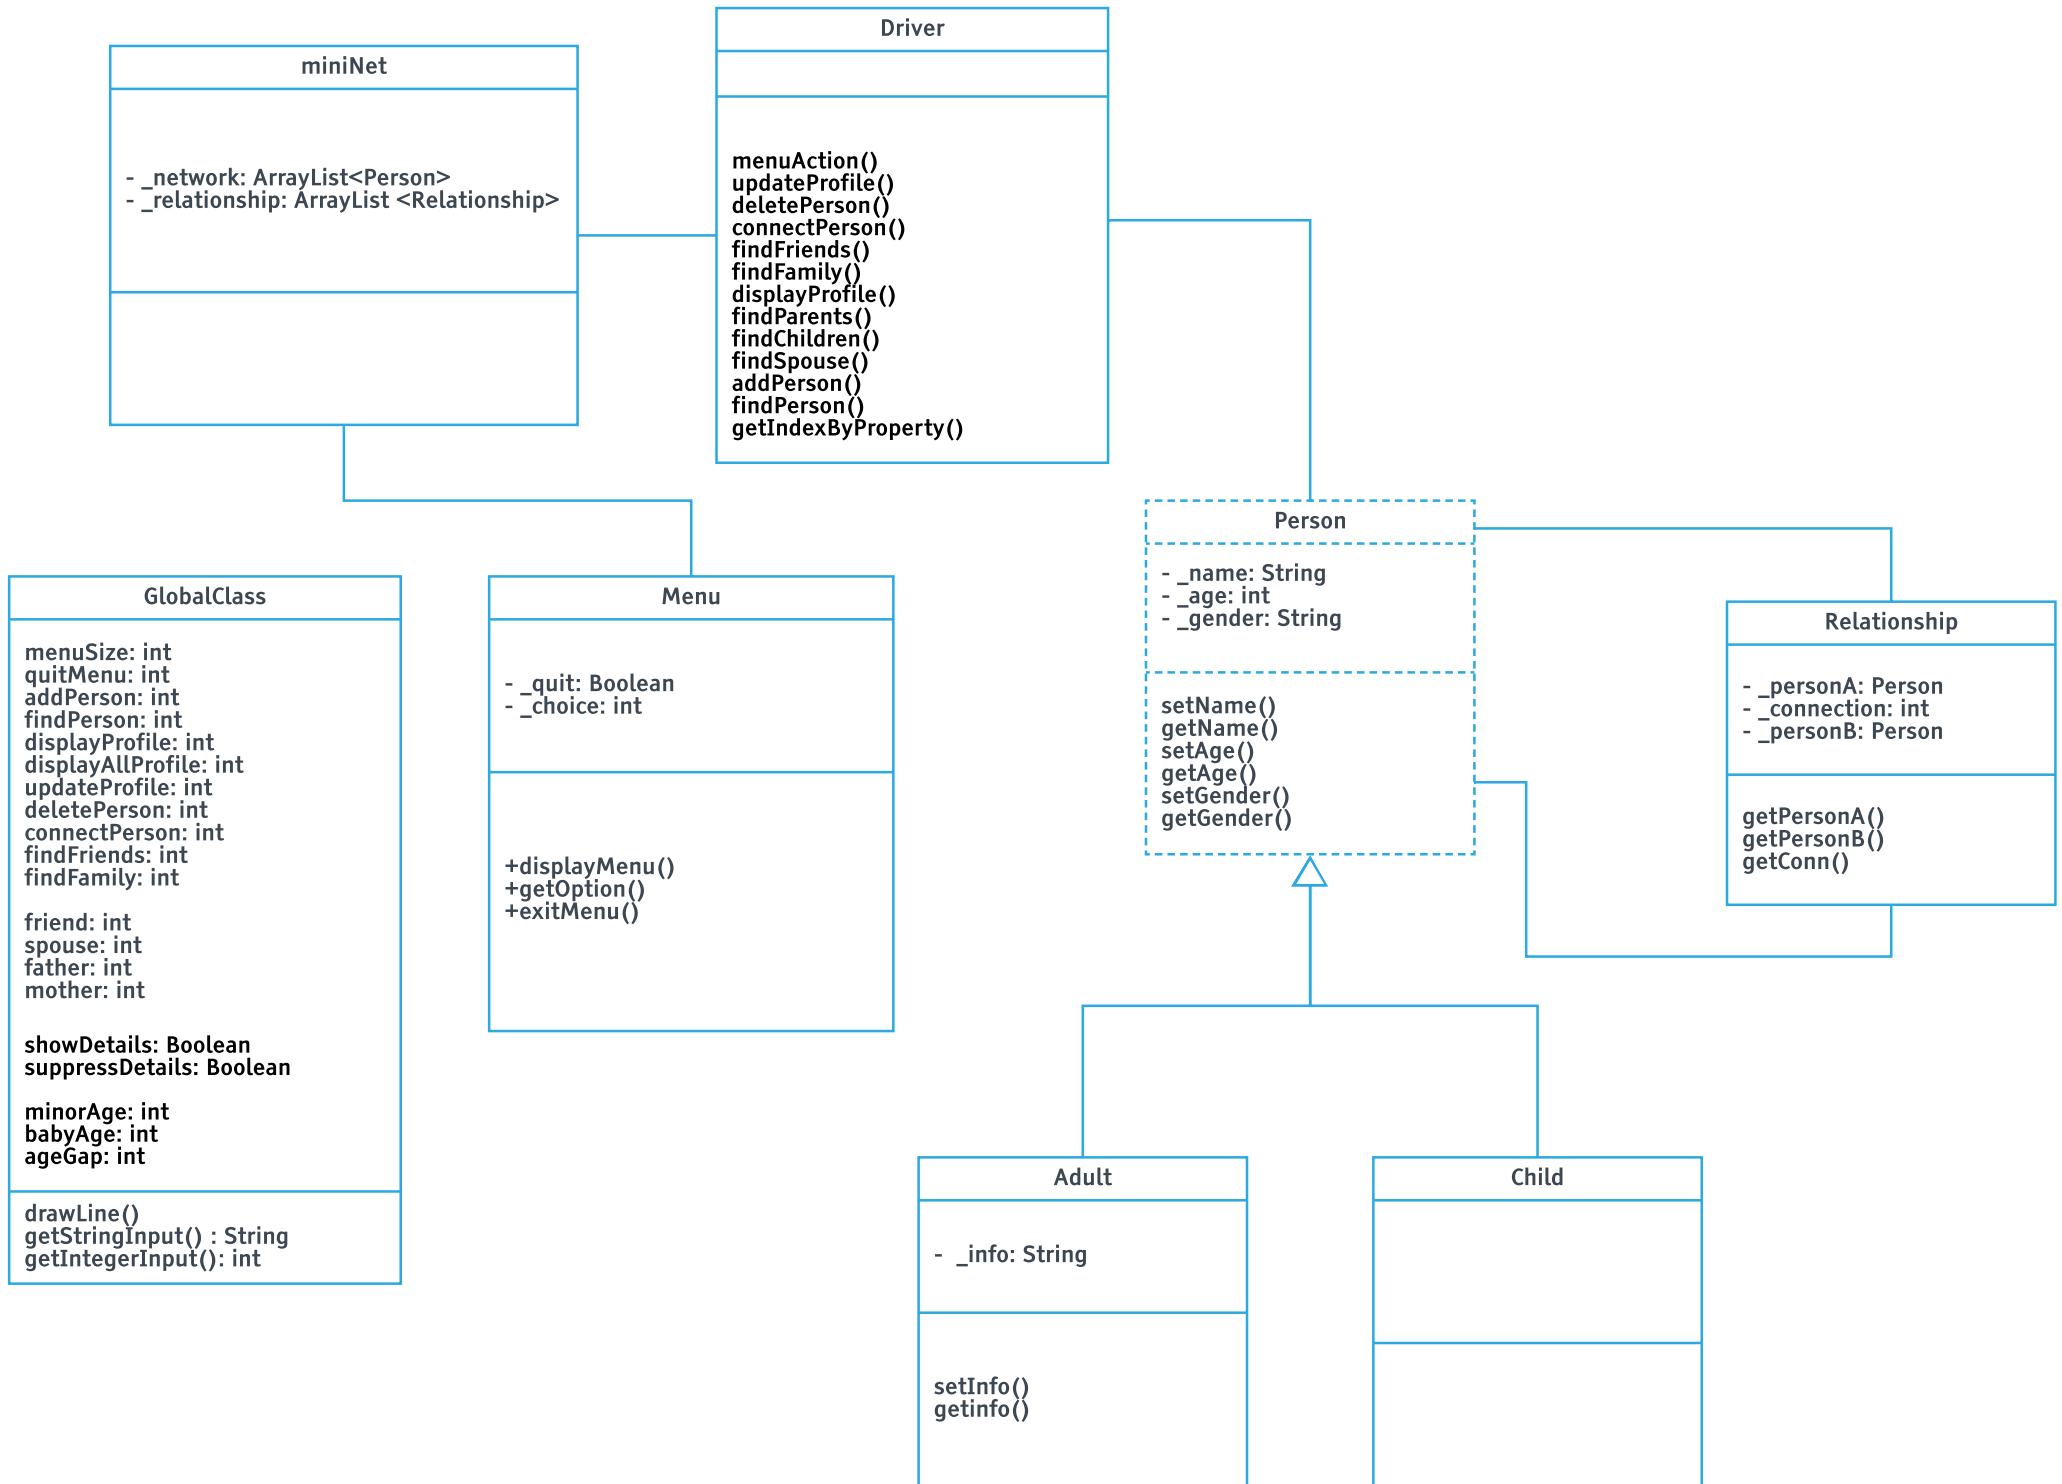 miniNet
- _network: ArrayList<Person>
- _relationship: ArrayList <Relationship>
Driver
menuAction()
updateProfile()
deletePerson()
connectPerson()
findFriends()
findFamily()
displayProfile()
findParents()
findChildren()
findSpouse()
addPerson()
findPerson()
getIndexByProperty()
GlobalClass
menuSize: int
quitMenu: int
addPerson: int
findPerson: int
displayProfile: int
displayAllProfile: int
updateProfile: int
deletePerson: int
connectPerson: int
findFriends: int
findFamily: int
friend: int
spouse: int
father: int
mother: int
showDetails: Boolean
suppressDetails: Boolean
minorAge: int
babyAge: int
ageGap: int
drawLine()
getStringInput() : String
getIntegerInput(): int
Menu
- _quit: Boolean
- _choice: int
+displayMenu()
+getOption()
+exitMenu()
Person
- _name: String
- _age: int
- _gender: String
setName()
getName()
setAge()
getAge()
setGender()
getGender()
Relationship
- _personA: Person
- _connection: int
- _personB: Person
getPersonA()
getPersonB()
getConn()
Adult
-  _info: String
setInfo()
getinfo()
Child